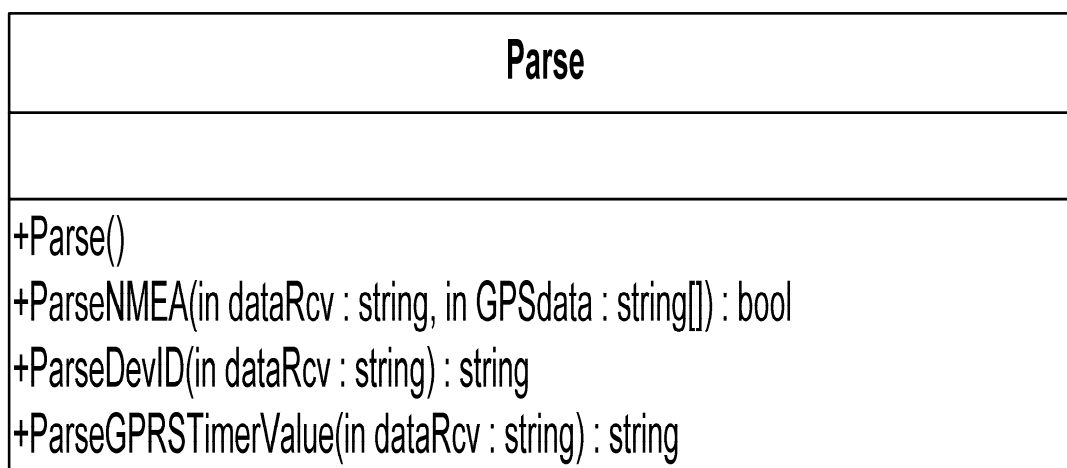 Parse
+Parse()
+ParseNMEA(in dataRcv : string, in GPSdata : string[]) : bool
+ParseDevID(in dataRcv : string) : string
+ParseGPRSTimerValue(in dataRcv : string) : string